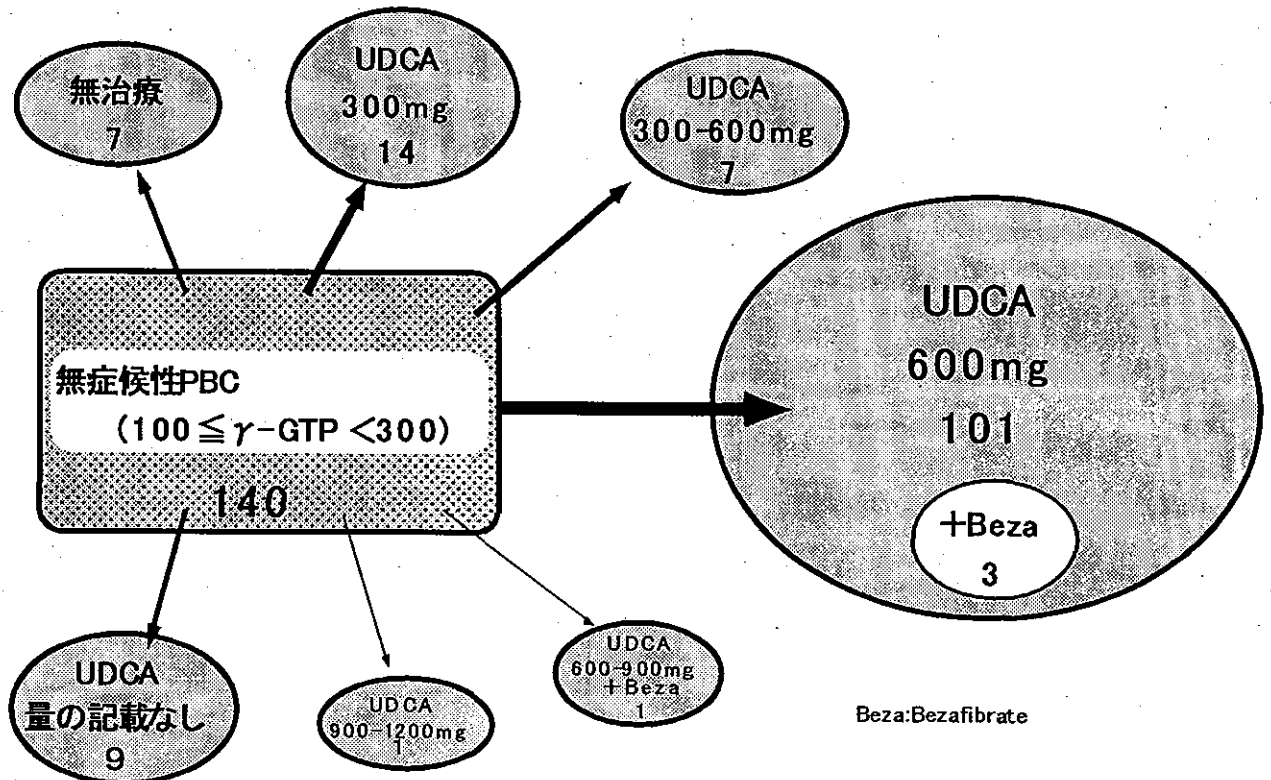 無治療
7
UDCA
300mg
14
UDCA
300-600mg
7
UDCA
600mg
101
+Beza
3
無症候性PBC
(100≦γ-GTP<300)
140
UDCA
量の記載なし
9
UDCA
900-1200mg
1
UDCA
600-900mg
+Beza
1
Beza:Bezafibrate